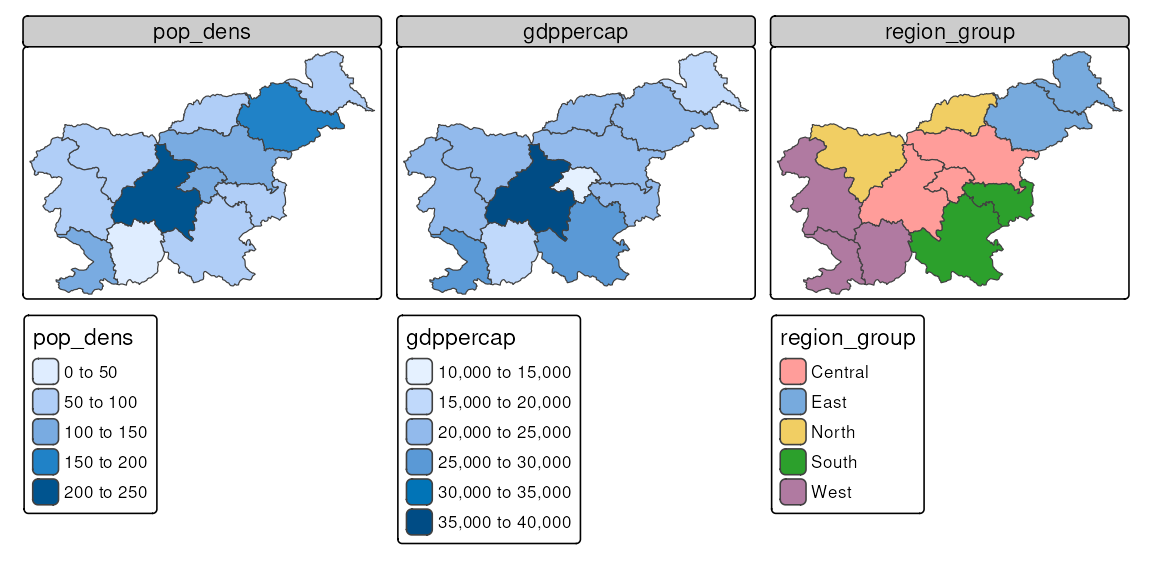 pop_dens
gdppercap
region_group
pop_dens
0 to 50
50 to 100
100 to 150
150 to 200
200 to 250
gdppercap
10,000 to 15,000
15,000 to 20,000
20,000 to 25,000
25,000 to 30,000
30,000 to 35,000
35,000 to 40,000
region_group
Central
East
North
South
West